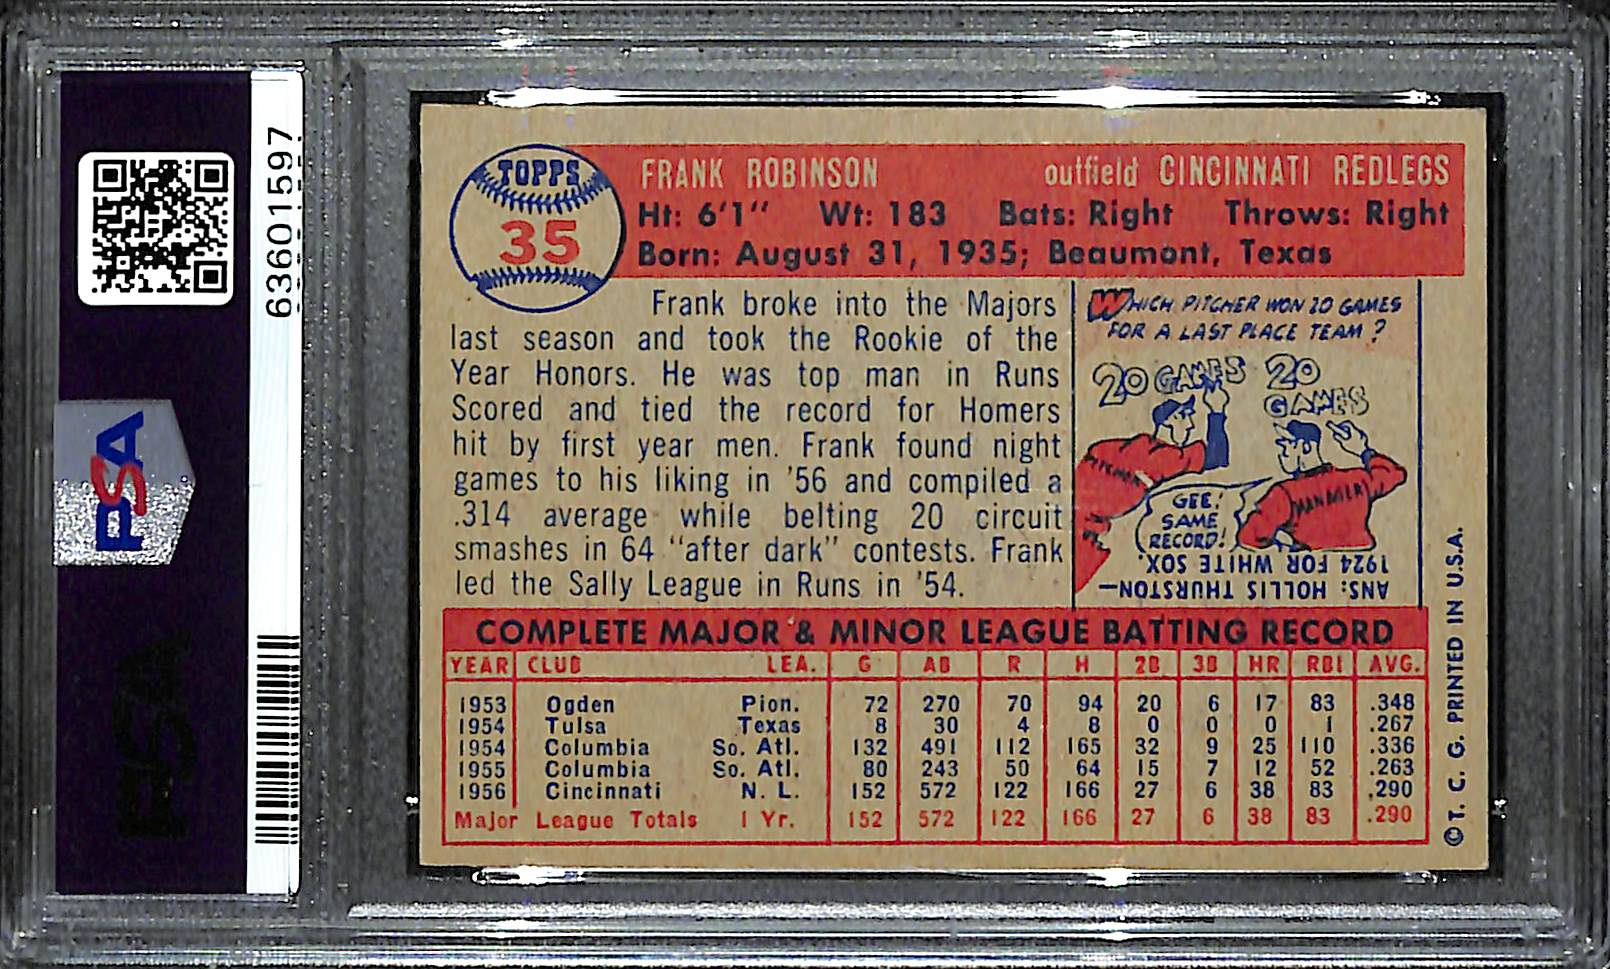 63601597
PSA
PSA
TOPPS
35
FRANK ROBINSON outfield CINCINNATI REDLEGS
Ht: 6'1" Wt: 183 Bats: Right Throws: Right
Born: August 31, 1935; Beaumont, Texas
Frank broke into the Majors
last season and took the Rookie of the
Year Honors. He was top man in Runs
Scored and tied the record for Homers
hit by first year men. Frank found night
games to his liking in '56 and compiled a
.314 average while belting 20 circuit
smashes in 64 "after dark" contests. Frank
led the Sally League in Runs in '54.
WHICH PITCHER WON 20 GAMES
FOR A LAST PLACE TEAM?
20 GAMES
20
GAMES
PITCHER
MANAGER
GEE!
SAME
RECORD!
ANS: HOLLIS THURSTON—
1924 FOR WHITE SOX.
COMPLETE MAJOR & MINOR LEAGUE BATTING RECORD
YEAR CLUB LEA. G AB R H 2B 3B HR RBI AVG.
1953 Ogden Pion. 72 270 70 94 20 6 17 83 .348
1954 Tulsa Texas 8 30 4 8 0 0 0 1 .267
1954 Columbia So. Atl. 132 491 112 165 32 9 25 110 .336
1955 Columbia So. Atl. 80 243 50 64 15 7 12 52 .263
1956 Cincinnati N. L. 152 572 122 166 27 6 38 83 .290
Major League Totals 1 Yr. 152 572 122 166 27 6 38 83 .290
© T. C. G. PRINTED IN U.S.A.